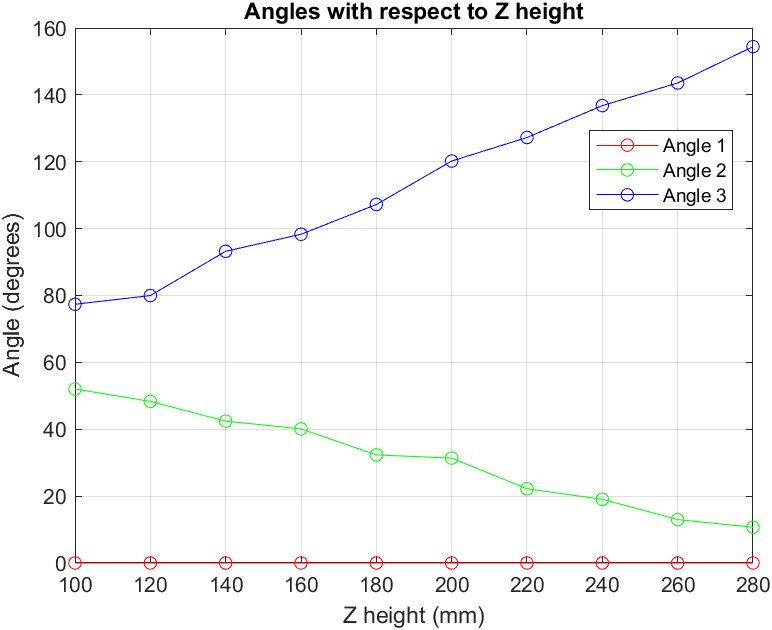 Angles with respect to Z height
160
140
120
100
80
60
40
20
0
Angle (degrees)
Angle 1
Angle 2
Angle 3
100 120 140 160 180 200 220 240 260 280
Z height (mm)